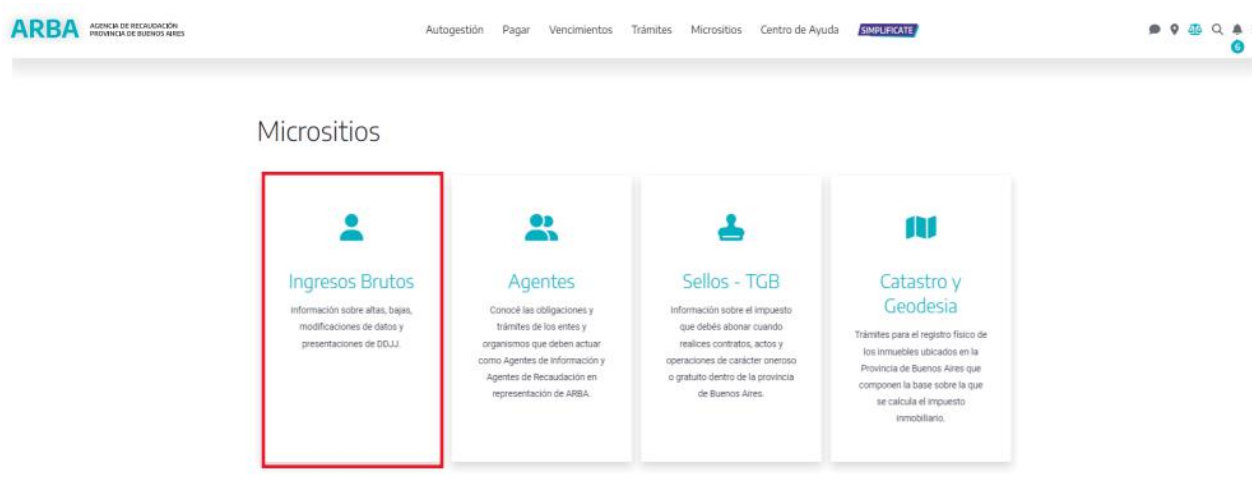 ARBA AGENCIA DE RECAUDACIÓN
PROVINCIA DE BUENOS AIRES
Autogestión Pagar Vencimientos Trámites Micrositios Centro de Ayuda SIMPLIFICATE
6
Micrositios
Ingresos Brutos
Información sobre altas, bajas,
modificaciones de datos y
presentaciones de DDJJ.
Agentes
Conocé las obligaciones y
trámites de los entes y
organismos que deben actuar
como Agentes de Información y
Agentes de Recaudación en
representación de ARBA.
Sellos - TGB
Información sobre el impuesto
que debés abonar cuando
realices contratos, actos y
operaciones de carácter oneroso
o gratuito dentro de la provincia
de Buenos Aires.
Catastro y
Geodesia
Trámites para el registro físico de
los inmuebles ubicados en la
Provincia de Buenos Aires que
componen la base sobre la que
se calcula el impuesto
inmobiliario.